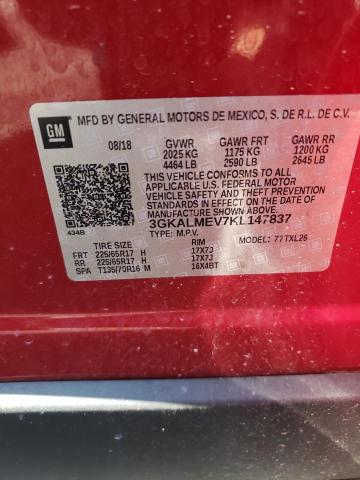 GM
MFD BY GENERAL MOTORS DE MEXICO, S. DE R.L. DE C.V.
08/18 GVWR GAWR FRT GAWR RR
2025 KG 1175 KG 1200 KG
4464 LB 2590 LB 2645 LB
THIS VEHICLE CONFORMS TO ALL APPLICABLE U.S. FEDERAL
MOTOR VEHICLE SAFETY AND THEFT PREVENTION
STANDARDS IN EFFECT ON THE DATE OF MANUFACTURE
SHOWN ABOVE.
3GKALMEV7KL147837
434B TYPE: M.P.V. MODEL: 77TXL26
TIRE SIZE RIM
FRT 225/65R17 H 17X7J
RR 225/65R17 H 17X7J
SPA T135/70R16 M 16X4BT